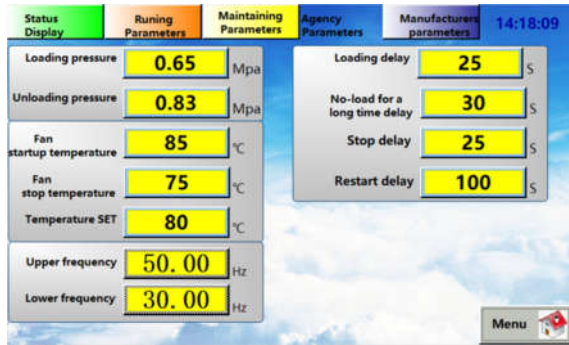 Status
Display
Runing
Parameters
Maintaining
Parameters
Agency
Parameters
Manufacturers
parameters
14:18:09
Loading pressure 0.65 Mpa
Unloading pressure 0.83 Mpa
Fan
startup temperature 85 ℃
Fan
stop temperature 75 ℃
Temperature SET 80 ℃
Upper frequency 50.00 Hz
Lower frequency 30.00 Hz
Loading delay 25 S
No-load for a
long time delay 30 S
Stop delay 25 S
Restart delay 100 S
Menu